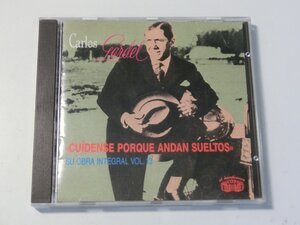 Carlos
Gardel
«CUIDENSE PORQUE ANDAN SUELTOS»
SU OBRA INTEGRAL VOL.